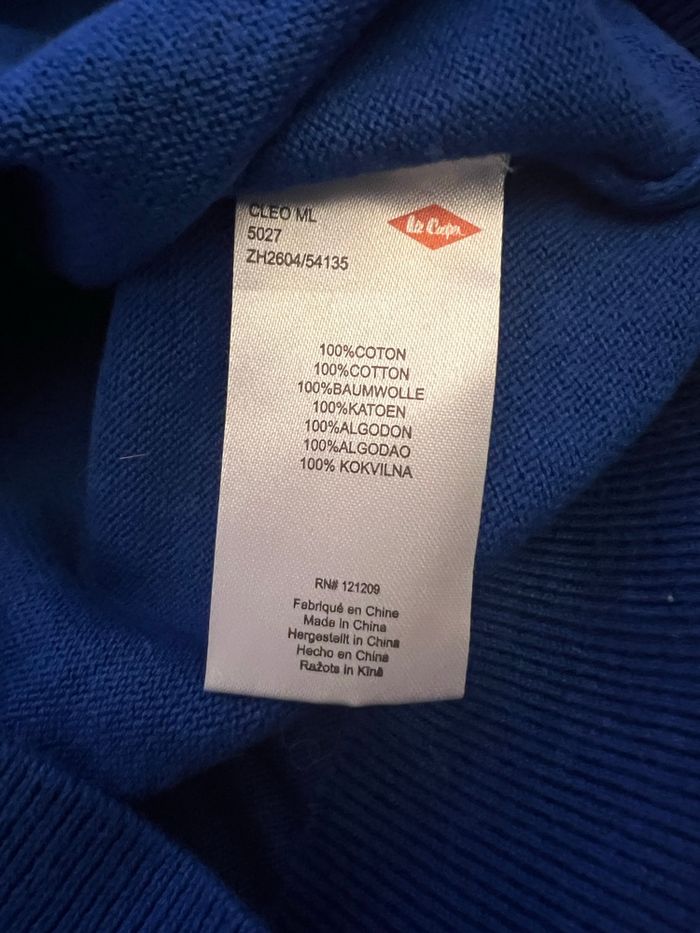 CLEO ML
5027
ZH2604/54135
Lee Cooper
100%COTON
100%COTTON
100%BAUMWOLLE
100%KATOEN
100%ALGODON
100%ALGODAO
100% KOKVILNA
RN# 121209
Fabriqué en Chine
Made in China
Hergestellt in China
Hecho en China
Ražots in Kīnā